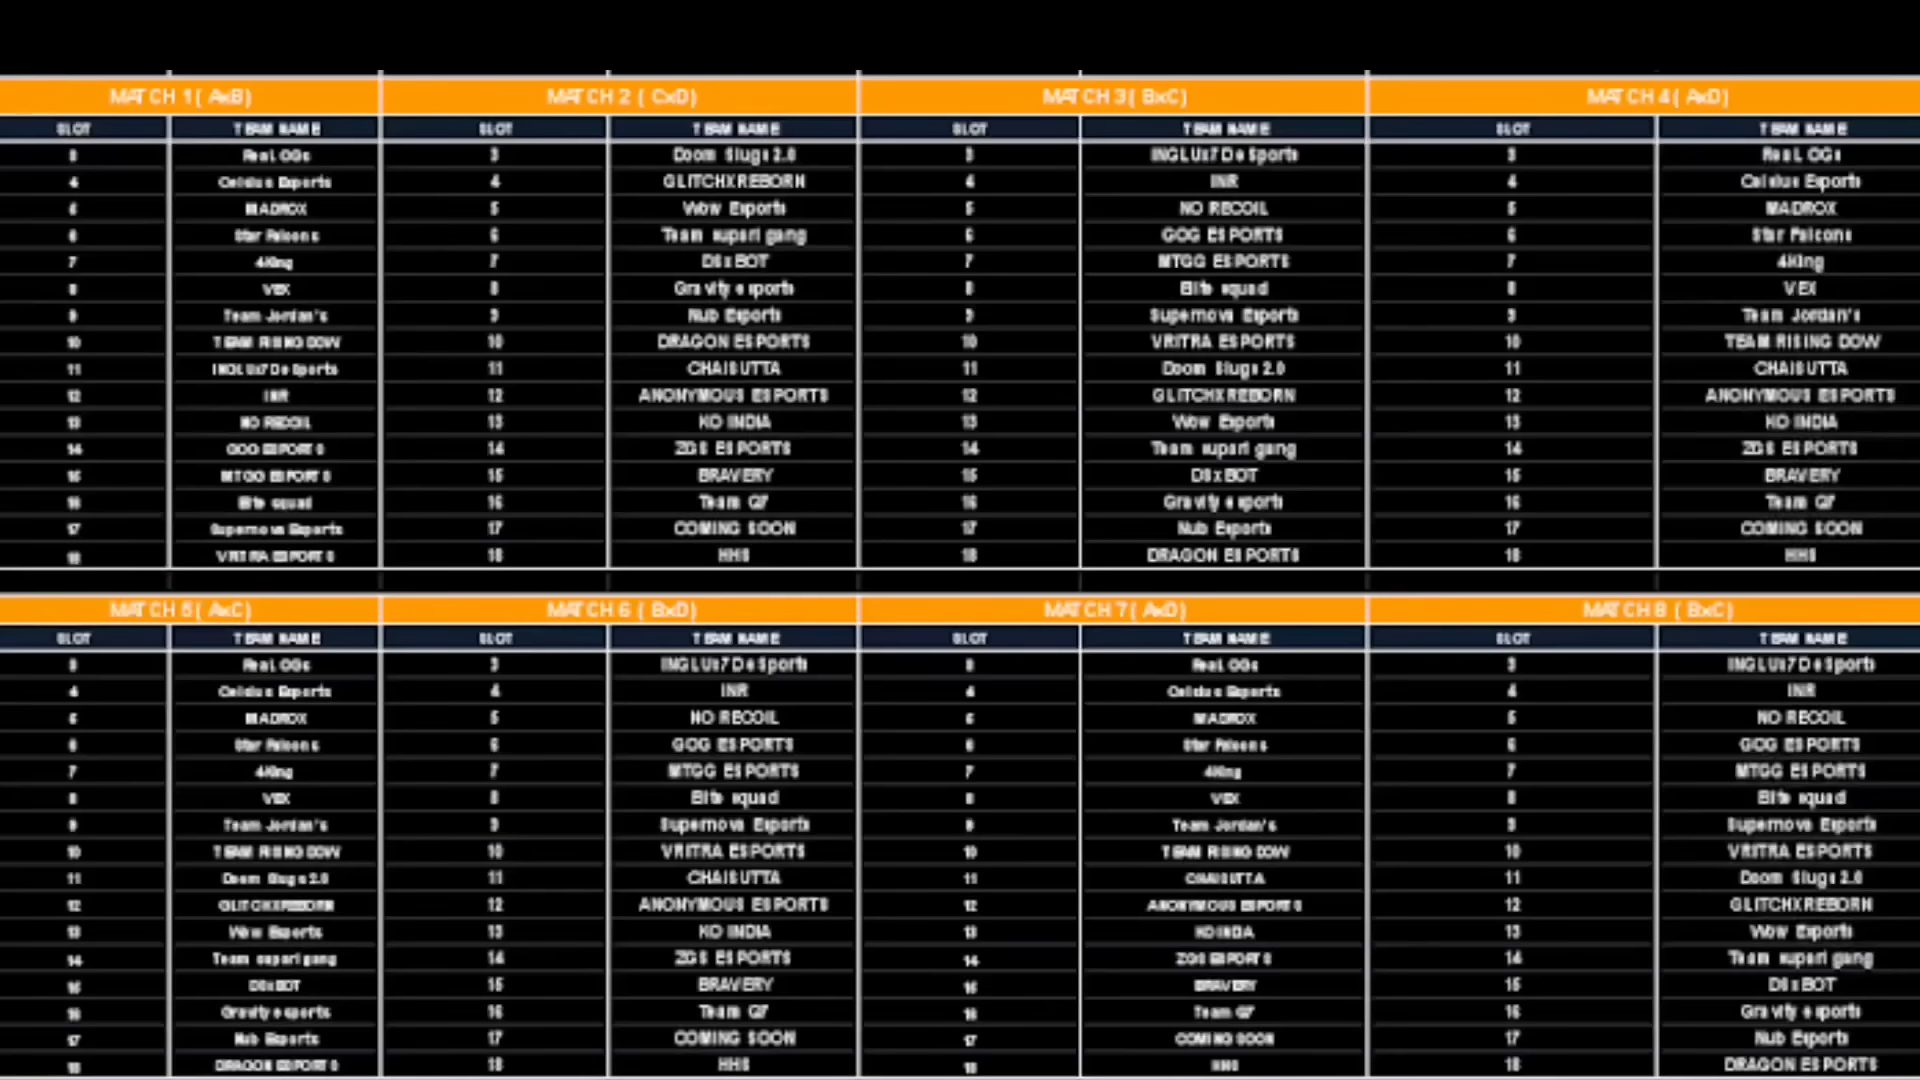 MATCH 1( AxB) MATCH 2 ( CxD) MATCH 3( BxC) MATCH 4( AxD)
SLOT TEAM NAME SLOT TEAM NAME SLOT TEAM NAME SLOT TEAM NAME
3 ReaL OGs 3 Doom Slugs 2.0 3 INGLUs7 De Sports 3 ReaL OGs
4 Celsius Esports 4 GLITCHXREBORN 4 INR 4 Celsius Esports
5 MADROX 5 Wow Esports 5 NO RECOIL 5 MADROX
6 Star Falcons 6 Team supari gang 6 GOG ESPORTS 6 Star Falcons
7 4King 7 DSxBOT 7 MTGG ESPORTS 7 4King
8 VEX 8 Gravity esports 8 Elite squad 8 VEX
9 Team Jordan's 9 Nub Esports 9 Supernova Esports 9 Team Jordan's
10 TEAM RISING DOW 10 DRAGON ESPORTS 10 VRITRA ESPORTS 10 TEAM RISING DOW
11 INGLUs7 De Sports 11 CHAISUTTA 11 Doom Slugs 2.0 11 CHAISUTTA
12 INR 12 ANONYMOUS ESPORTS 12 GLITCHXREBORN 12 ANONYMOUS ESPORTS
13 NO RECOIL 13 KO INDIA 13 Wow Esports 13 KO INDIA
14 GOG ESPORTS 14 ZGS ESPORTS 14 Team supari gang 14 ZGS ESPORTS
15 MTGG ESPORTS 15 BRAVERY 15 DSxBOT 15 BRAVERY
16 Elite squad 16 Team G7 16 Gravity esports 16 Team G7
17 Supernova Esports 17 COMING SOON 17 Nub Esports 17 COMING SOON
18 VRITRA ESPORTS 18 HHS 18 DRAGON ESPORTS 18 HHS
MATCH 5( AxC) MATCH 6 ( BxD) MATCH 7( AxD) MATCH 8 ( BxC)
SLOT TEAM NAME SLOT TEAM NAME SLOT TEAM NAME SLOT TEAM NAME
3 ReaL OGs 3 INGLUs7 De Sports 3 ReaL OGs 3 INGLUs7 De Sports
4 Celsius Esports 4 INR 4 Celsius Esports 4 INR
5 MADROX 5 NO RECOIL 5 MADROX 5 NO RECOIL
6 Star Falcons 6 GOG ESPORTS 6 Star Falcons 6 GOG ESPORTS
7 4King 7 MTGG ESPORTS 7 4King 7 MTGG ESPORTS
8 VEX 8 Elite squad 8 VEX 8 Elite squad
9 Team Jordan's 9 Supernova Esports 9 Team Jordan's 9 Supernova Esports
10 TEAM RISING DOW 10 VRITRA ESPORTS 10 TEAM RISING DOW 10 VRITRA ESPORTS
11 Doom Slugs 2.0 11 CHAISUTTA 11 CHAISUTTA 11 Doom Slugs 2.0
12 GLITCHXREBORN 12 ANONYMOUS ESPORTS 12 ANONYMOUS ESPORTS 12 GLITCHXREBORN
13 Wow Esports 13 KO INDIA 13 KO INDIA 13 Wow Esports
14 Team supari gang 14 ZGS ESPORTS 14 ZGS ESPORTS 14 Team supari gang
15 DSxBOT 15 BRAVERY 15 BRAVERY 15 DSxBOT
16 Gravity esports 16 Team G7 16 Team G7 16 Gravity esports
17 Nub Esports 17 COMING SOON 17 COMING SOON 17 Nub Esports
18 DRAGON ESPORTS 18 HHS 18 HHS 18 DRAGON ESPORTS